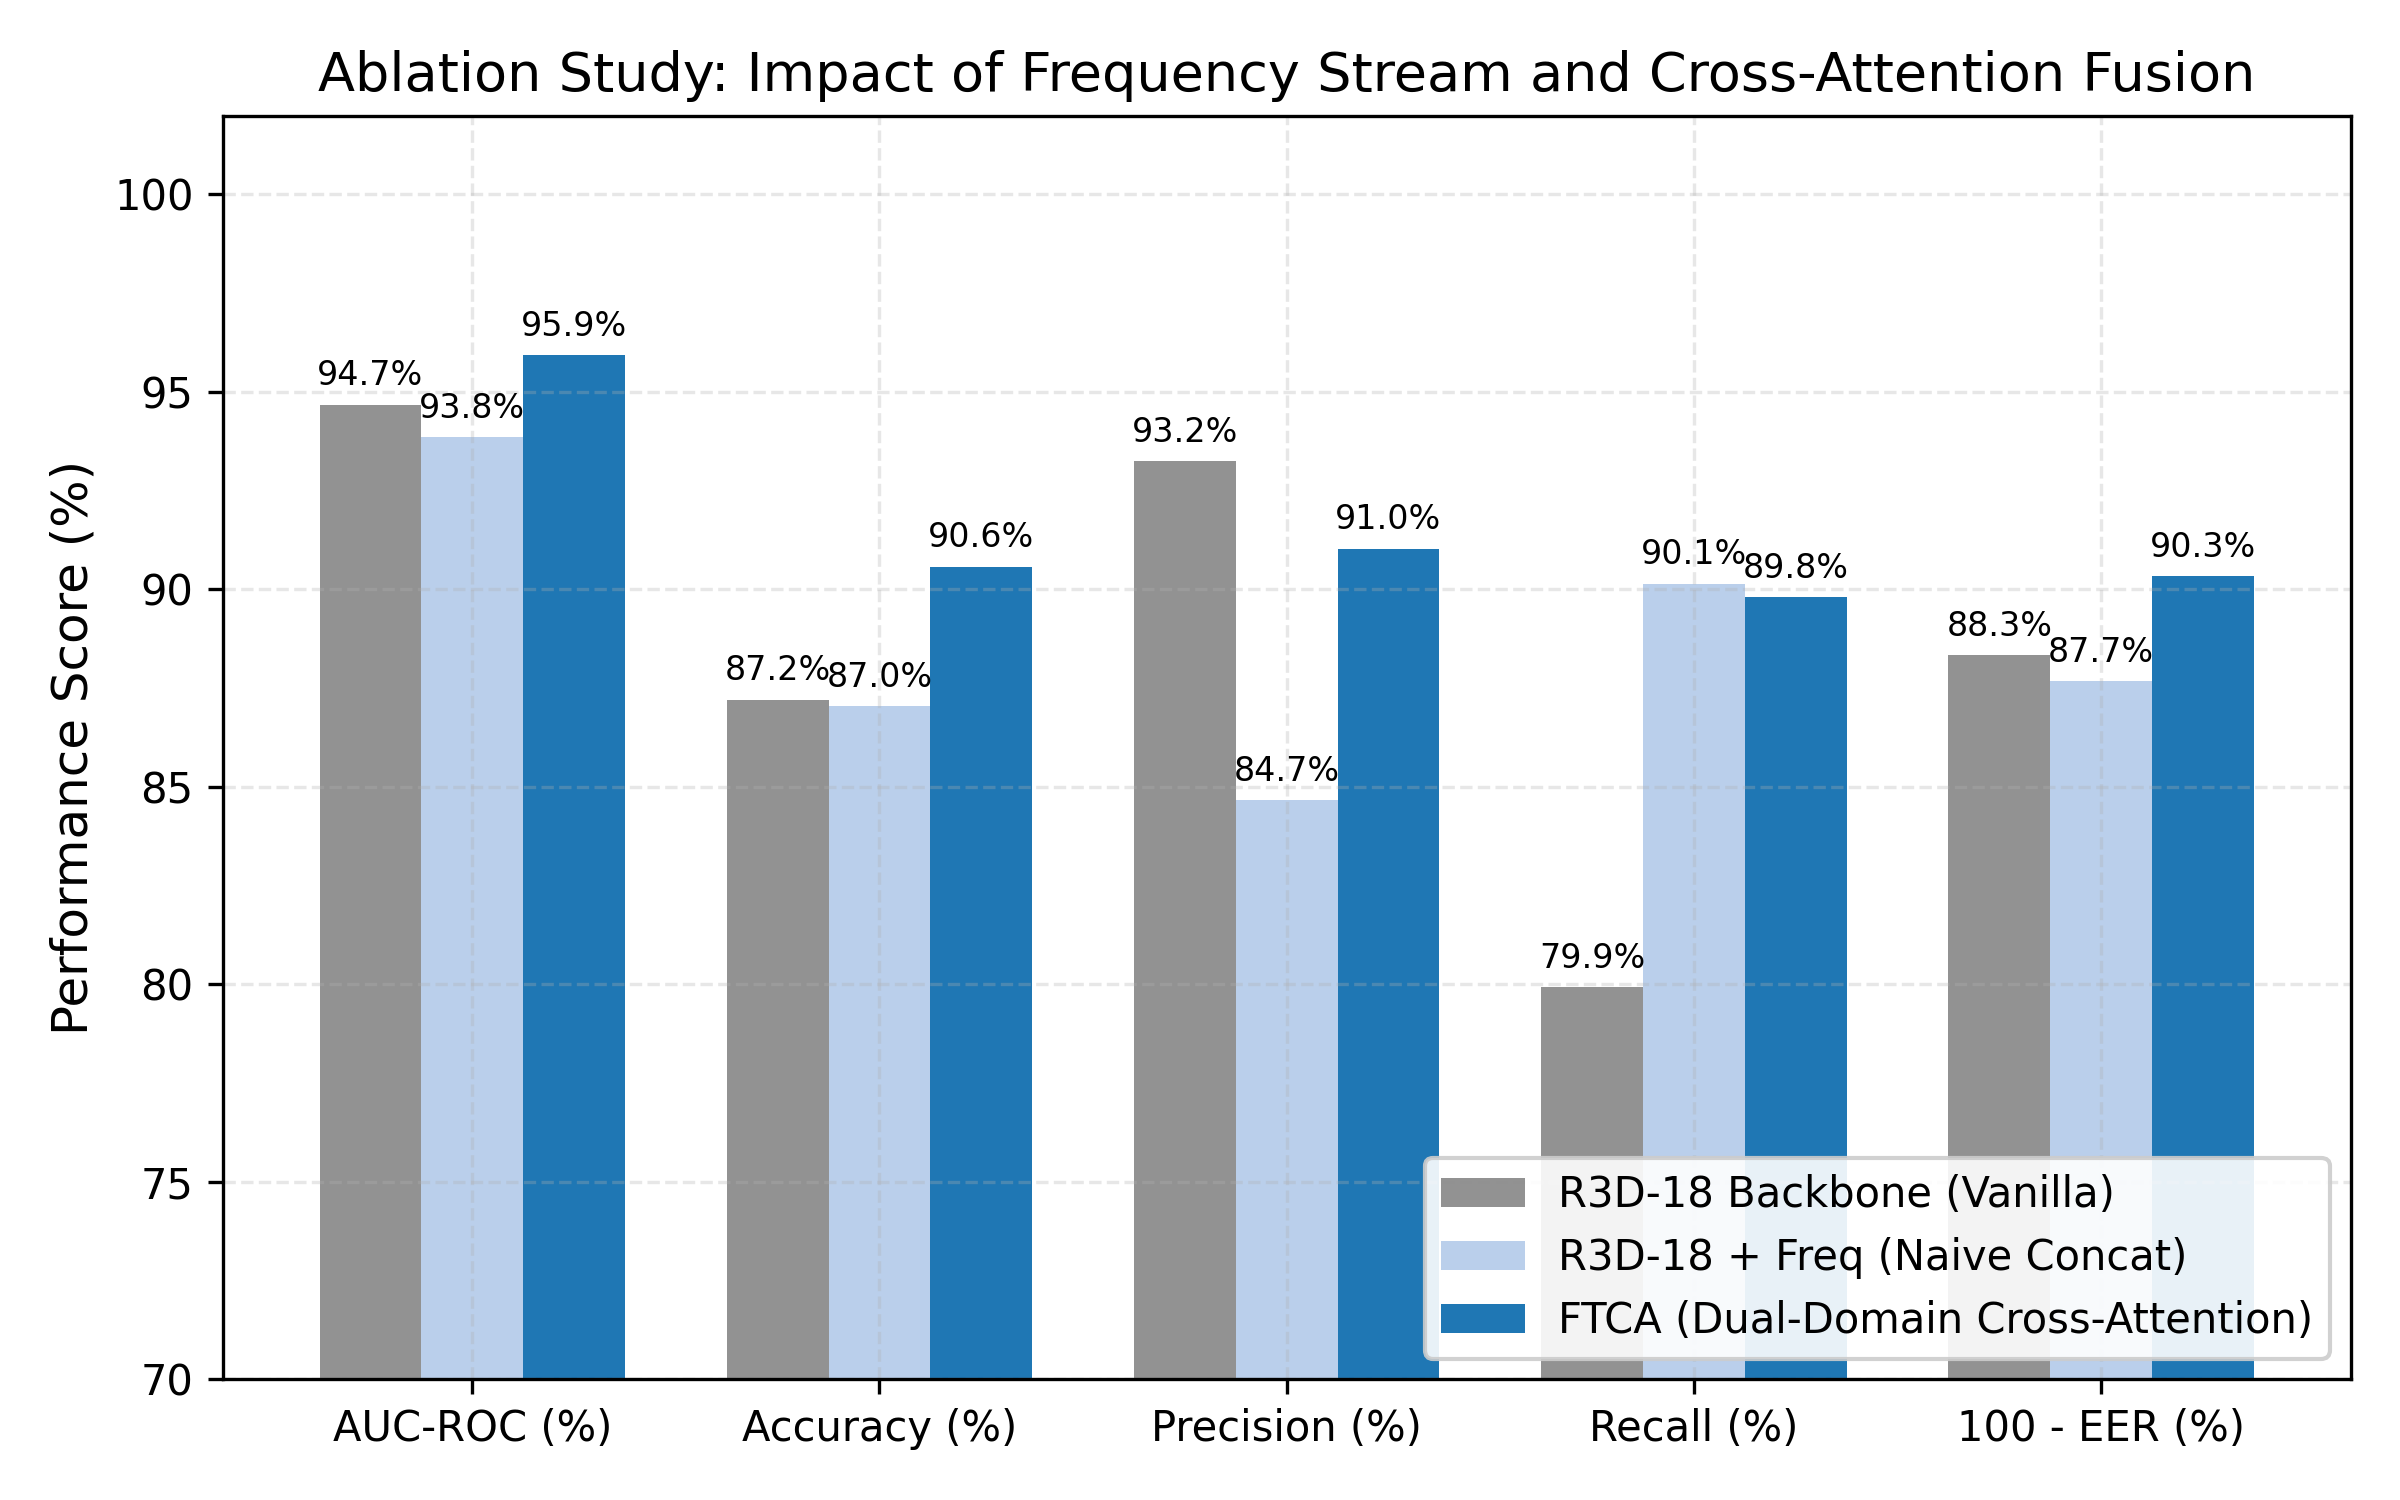 Ablation Study: Impact of Frequency Stream and Cross-Attention Fusion
Performance Score (%)
100
95
90
85
80
75
70
94.7%
93.8%
95.9%
87.2%
87.0%
90.6%
93.2%
84.7%
91.0%
79.9%
90.1%
89.8%
88.3%
87.7%
90.3%
R3D-18 Backbone (Vanilla)
R3D-18 + Freq (Naive Concat)
FTCA (Dual-Domain Cross-Attention)
AUC-ROC (%)
Accuracy (%)
Precision (%)
Recall (%)
100 - EER (%)